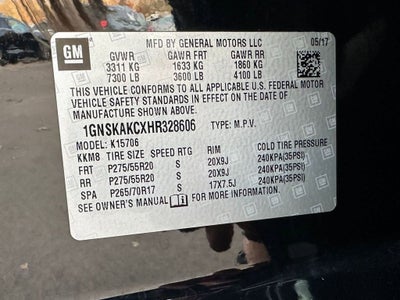 GM
MFD BY GENERAL MOTORS LLC 05/17
GVWR GAWR FRT GAWR RR
3311 KG 1633 KG 1860 KG
7300 LB 3600 LB 4100 LB
THIS VEHICLE CONFORMS TO ALL APPLICABLE
U.S. FEDERAL MOTOR
VEHICLE SAFETY STANDARDS IN EFFECT ON THE DATE OF
MANUFACTURE SHOWN ABOVE.
1GNSKAKCXHR328606 TYPE: M.P.V.
MODEL: K15706
KKM8 TIRE SIZE SPEED RTG RIM COLD TIRE PRESSURE
FRT P275/55R20 S 20X9J 240KPA(35PSI)
RR P275/55R20 S 20X9J 240KPA(35PSI)
SPA P265/70R17 S 17X7.5J 240KPA(35PSI)
SEE OWNER'S MANUAL FOR MORE INFORMATION.